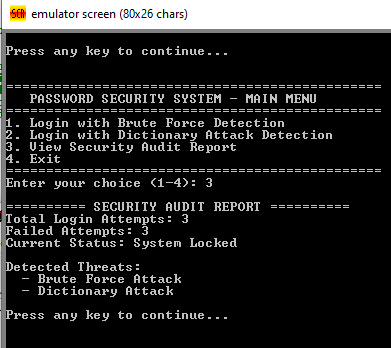 emulator screen (80x26 chars)
Press any key to continue...
================================================
PASSWORD SECURITY SYSTEM - MAIN MENU
================================================
1. Login with Brute Force Detection
2. Login with Dictionary Attack Detection
3. View Security Audit Report
4. Exit
================================================
Enter your choice (1-4): 3
========== SECURITY AUDIT REPORT ==========
Total Login Attempts: 3
Failed Attempts: 3
Current Status: System Locked
Detected Threats:
- Brute Force Attack
- Dictionary Attack
Press any key to continue...